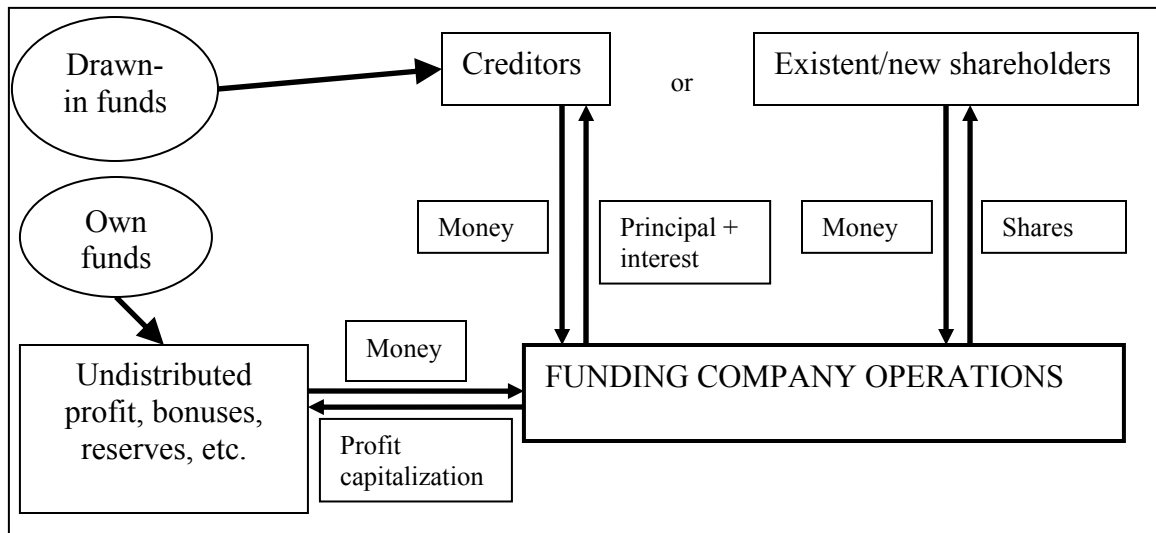 Drawn-
in funds
Creditors
or
Existent/new shareholders
Own
funds
Money
Principal +
interest
Money
Shares
Undistributed
profit, bonuses,
reserves, etc.
Money
Profit
capitalization
FUNDING COMPANY OPERATIONS